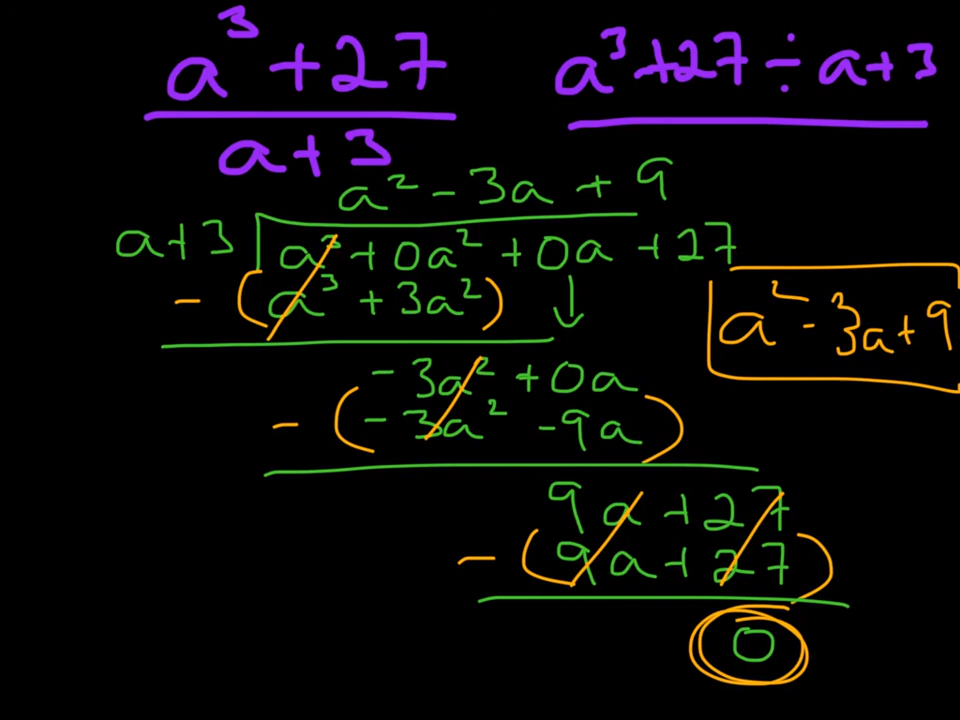 a³ + 27 a³ + 27 ÷ a + 3
a + 3
a² - 3a + 9
a + 3 a³ + 0a² + 0a + 27
- (a³ + 3a²) ↓
a² - 3a + 9
- 3a² + 0a
- (- 3a² - 9a)
9a + 27
- (9a + 27)
0